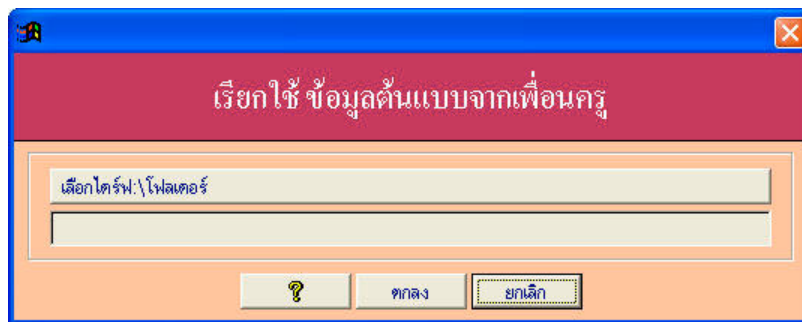 เรียกใช้ ข้อมูลต้นแบบจากเพื่อนครู
เลือกไดร์ฟ:\โฟลเดอร์
? ตกลง ยกเลิก